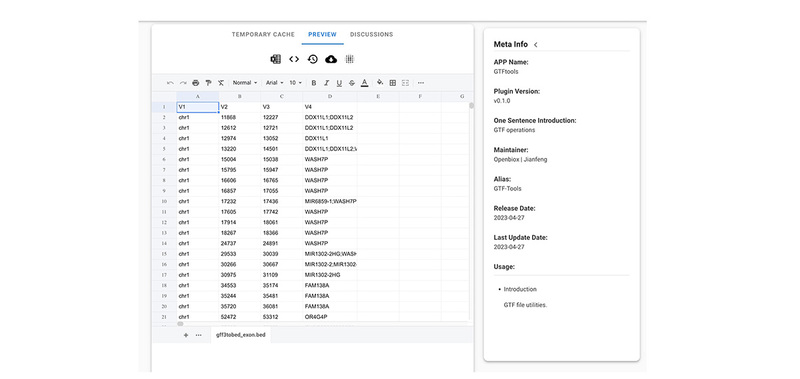 TEMPORARY CACHE PREVIEW DISCUSSIONS
Normal Arial 10 B I U S A
A B C D E F G
1 V1 V2 V3 V4
2 chr1 11868 12227 DDX11L1;DDX11L2
3 chr1 12612 12721 DDX11L1;DDX11L2
4 chr1 12974 13052 DDX11L1
5 chr1 13220 14501 DDX11L1;DDX11L2;\
6 chr1 15004 15038 WASH7P
7 chr1 15795 15947 WASH7P
8 chr1 16606 16765 WASH7P
9 chr1 16857 17055 WASH7P
10 chr1 17232 17436 MIR6859-1;WASH7P
11 chr1 17605 17742 WASH7P
12 chr1 17914 18061 WASH7P
13 chr1 18267 18366 WASH7P
14 chr1 24737 24891 WASH7P
15 chr1 29533 30039 MIR1302-2HG;WASH
16 chr1 30266 30667 MIR1302-2;MIR1302-
17 chr1 30975 31109 MIR1302-2HG
18 chr1 34553 35174 FAM138A
19 chr1 35244 35481 FAM138A
20 chr1 35720 36081 FAM138A
21 chr1 52472 53312 OR4G4P
gff3tobed_exon.bed
Meta Info
APP Name:
GTFtools
Plugin Version:
v0.1.0
One Sentence Introduction:
GTF operations
Maintainer:
Openbiox | Jianfeng
Alias:
GTF-Tools
Release Date:
2023-04-27
Last Update Date:
2023-04-27
Usage:
• Introduction
GTF file utilities.